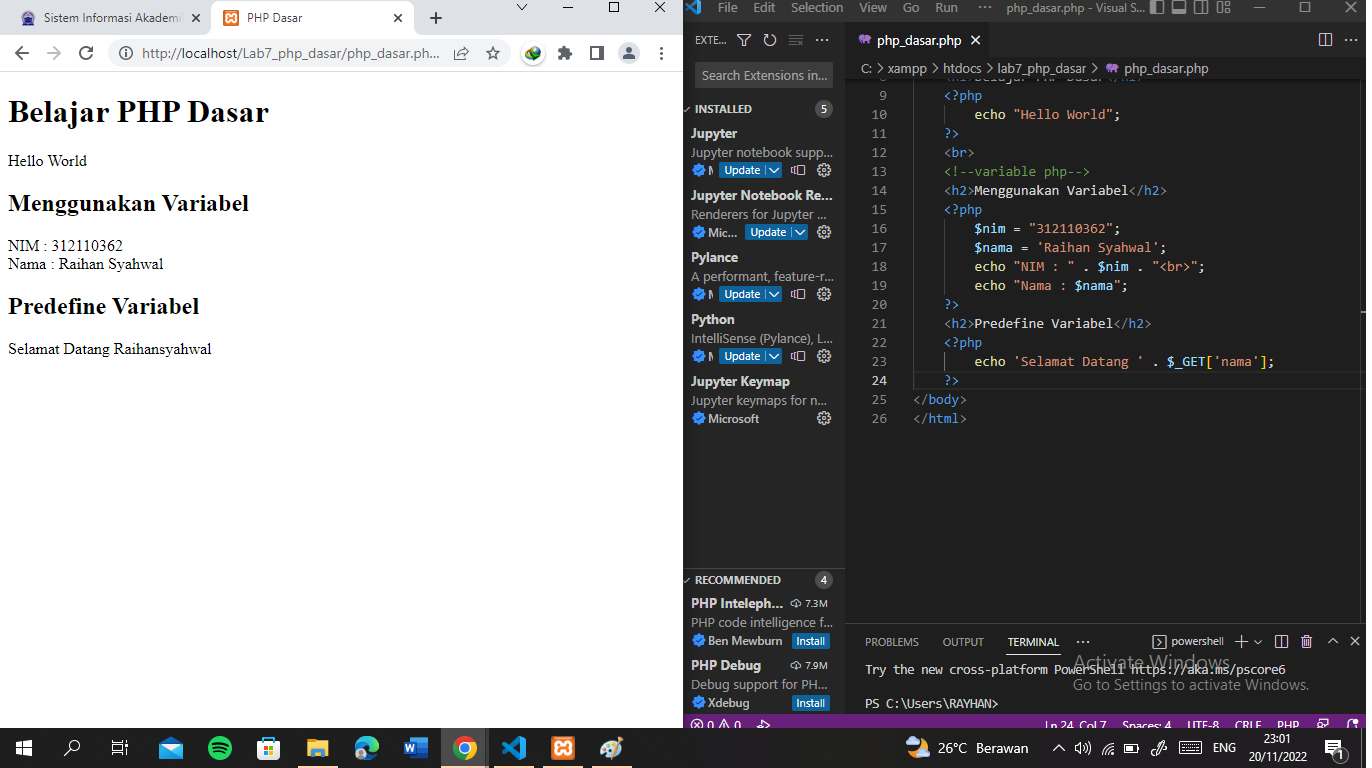 Sistem Informasi Akademi
PHP Dasar
http://localhost/Lab7_php_dasar/php_dasar.ph...
Belajar PHP Dasar
Hello World
Menggunakan Variabel
NIM : 312110362
Nama : Raihan Syahwal
Predefine Variabel
Selamat Datang Raihansyahwal
File Edit Selection View Go Run ··· php_dasar.php - Visual S...
EXTE...
Search Extensions in...
INSTALLED 5
Jupyter
Jupyter notebook supp...
Update
Jupyter Notebook Re...
Renderers for Jupyter ...
Mic... Update
Pylance
A performant, feature-r...
Update
Python
IntelliSense (Pylance), L...
Update
Jupyter Keymap
Jupyter keymaps for n...
Microsoft
RECOMMENDED 4
PHP Inteleph... 7.3M
PHP code intelligence f...
Ben Mewburn Install
PHP Debug 7.9M
Debug support for PH...
Xdebug Install
php_dasar.php
C: > xampp > htdocs > lab7_php_dasar > php_dasar.php
8 <h1>Belajar PHP Dasar</h1>
9 <?php
10 echo "Hello World";
11 ?>
12 <br>
13 <!--variable php-->
14 <h2>Menggunakan Variabel</h2>
15 <?php
16 $nim = "312110362";
17 $nama = 'Raihan Syahwal';
18 echo "NIM : " . $nim . "<br>";
19 echo "Nama : $nama";
20 ?>
21 <h2>Predefine Variabel</h2>
22 <?php
23 echo 'Selamat Datang ' . $_GET['nama'];
24 ?>
25 </body>
26 </html>
PROBLEMS OUTPUT TERMINAL ··· powershell
Try the new cross-platform PowerShell https://aka.ms/pscore6
PS C:\Users\RAYHAN>
Activate Windows
Go to Settings to activate Windows.
0 0 Ln 24, Col 7 Spaces: 4 UTF-8 CRLF PHP
26°C Berawan ENG 23:01
20/11/2022 1